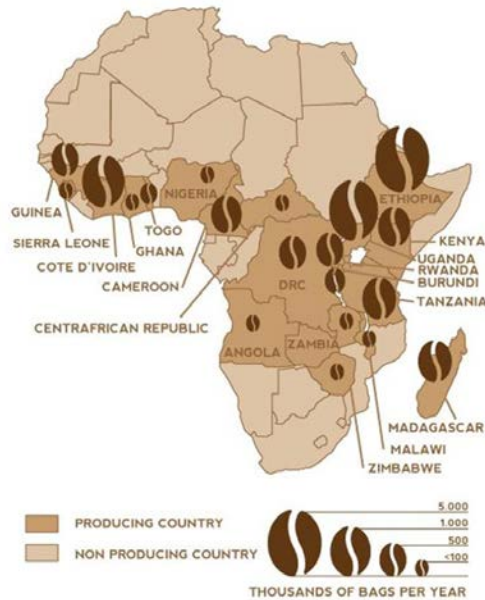 NIGERIA
ETHIOPIA
GUINEA
SIERRA LEONE
TOGO
GHANA
COTE D'IVOIRE
CAMEROON
CENTRAFRICAN REPUBLIC
KENYA
UGANDA
RWANDA
BURUNDI
TANZANIA
DRC
ANGOLA
ZAMBIA
MADAGASCAR
MALAWI
ZIMBABWE
PRODUCING COUNTRY
NON PRODUCING COUNTRY
5.000
1.000
500
<100
THOUSANDS OF BAGS PER YEAR